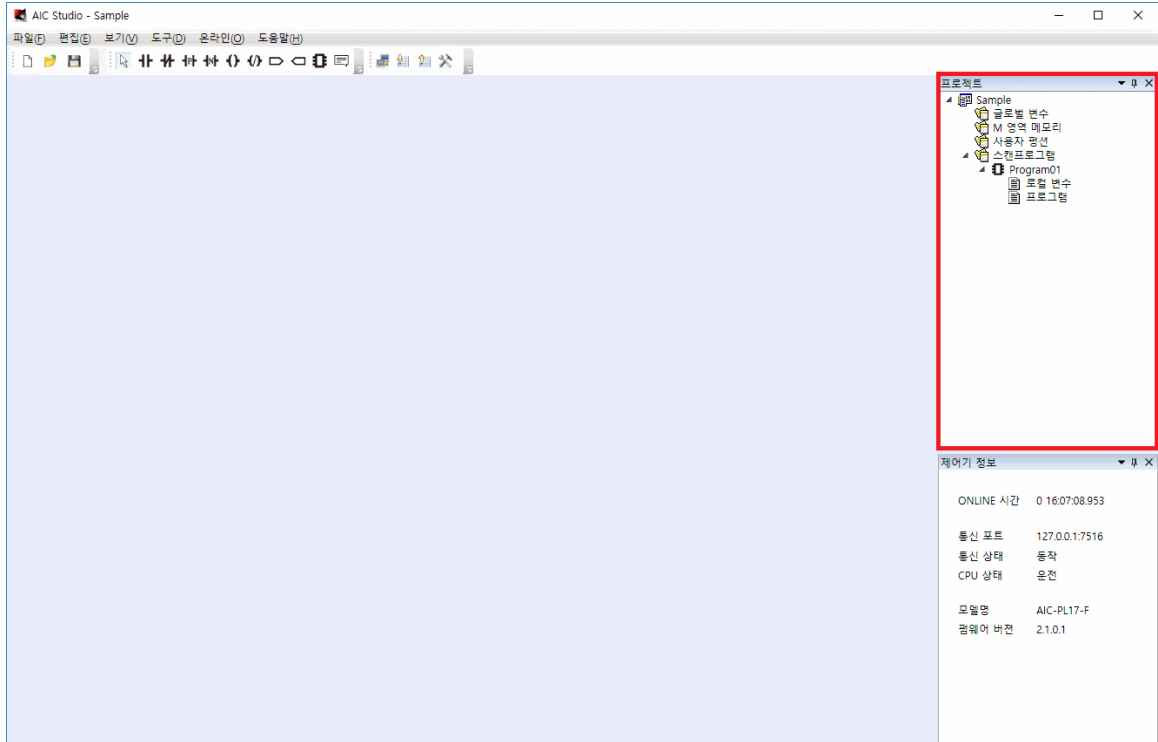 AIC Studio - Sample
파일(F) 편집(E) 보기(V) 도구(D) 온라인(O) 도움말(H)
프로젝트
Sample
글로벌 변수
M 영역 메모리
사용자 펑션
스캔프로그램
Program01
로컬 변수
프로그램
제어기 정보
ONLINE 시간 0 16:07:08.953
통신 포트 127.0.0.1:7516
통신 상태 동작
CPU 상태 운전
모델명 AIC-PL17-F
펌웨어 버젼 2.1.0.1